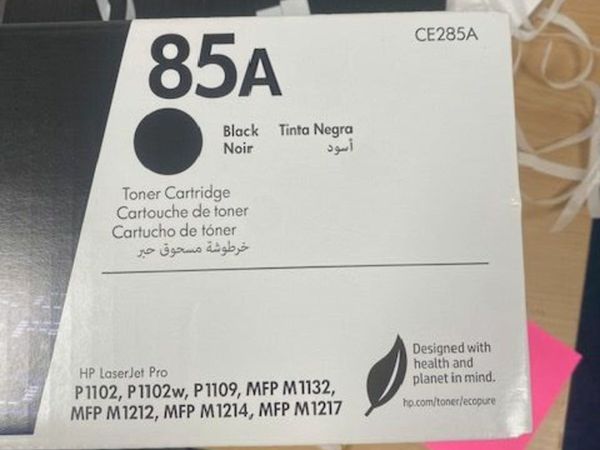 85A
CE285A
Black Tinta Negra
Noir أسود
Toner Cartridge
Cartouche de toner
Cartucho de tóner
خرطوشة مسحوق حبر
HP LaserJet Pro
P1102, P1102w, P1109, MFP M1132,
MFP M1212, MFP M1214, MFP M1217
Designed with
health and
planet in mind.
hp.com/toner/ecopure